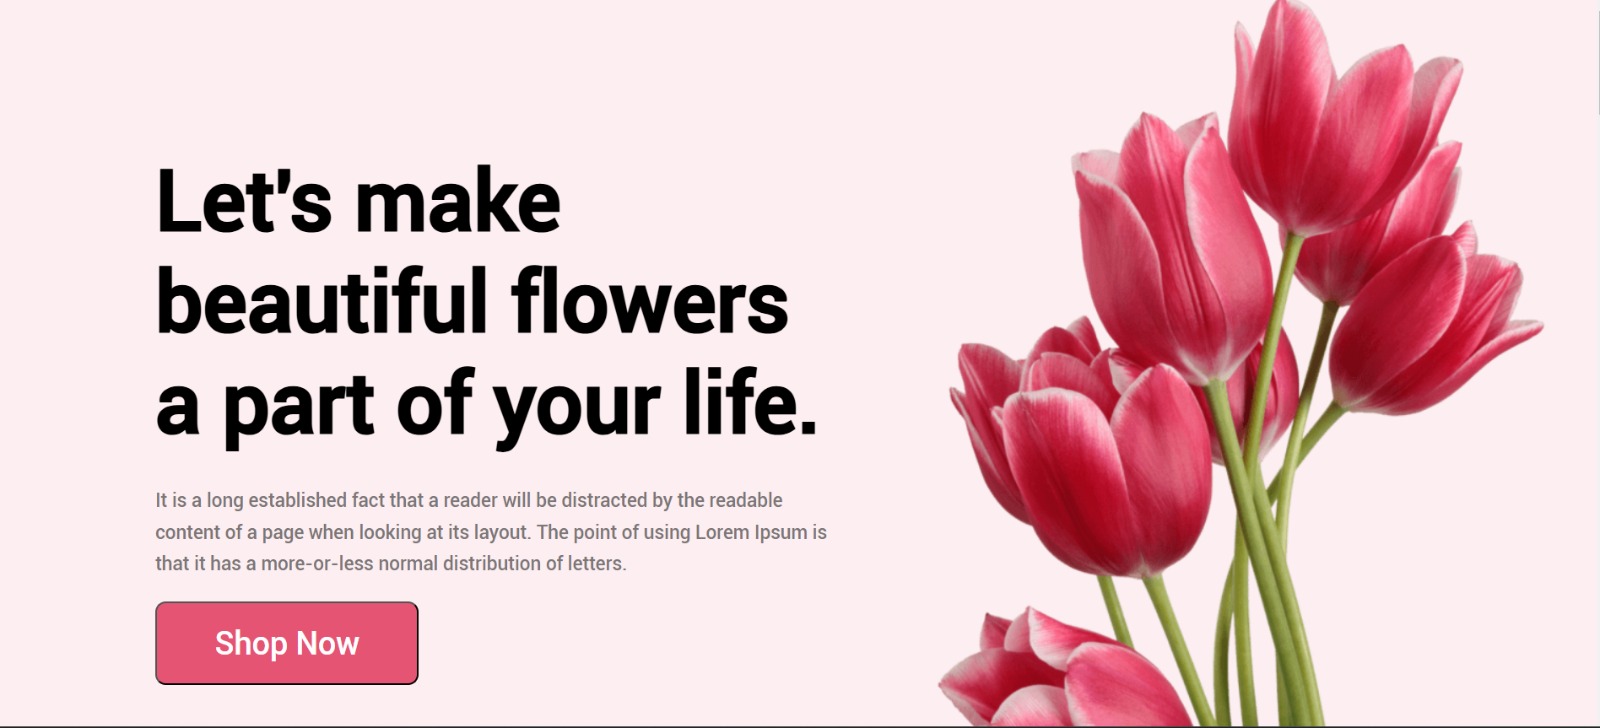 Let's make
beautiful flowers
a part of your life.
It is a long established fact that a reader will be distracted by the readable
content of a page when looking at its layout. The point of using Lorem Ipsum is
that it has a more-or-less normal distribution of letters.
Shop Now